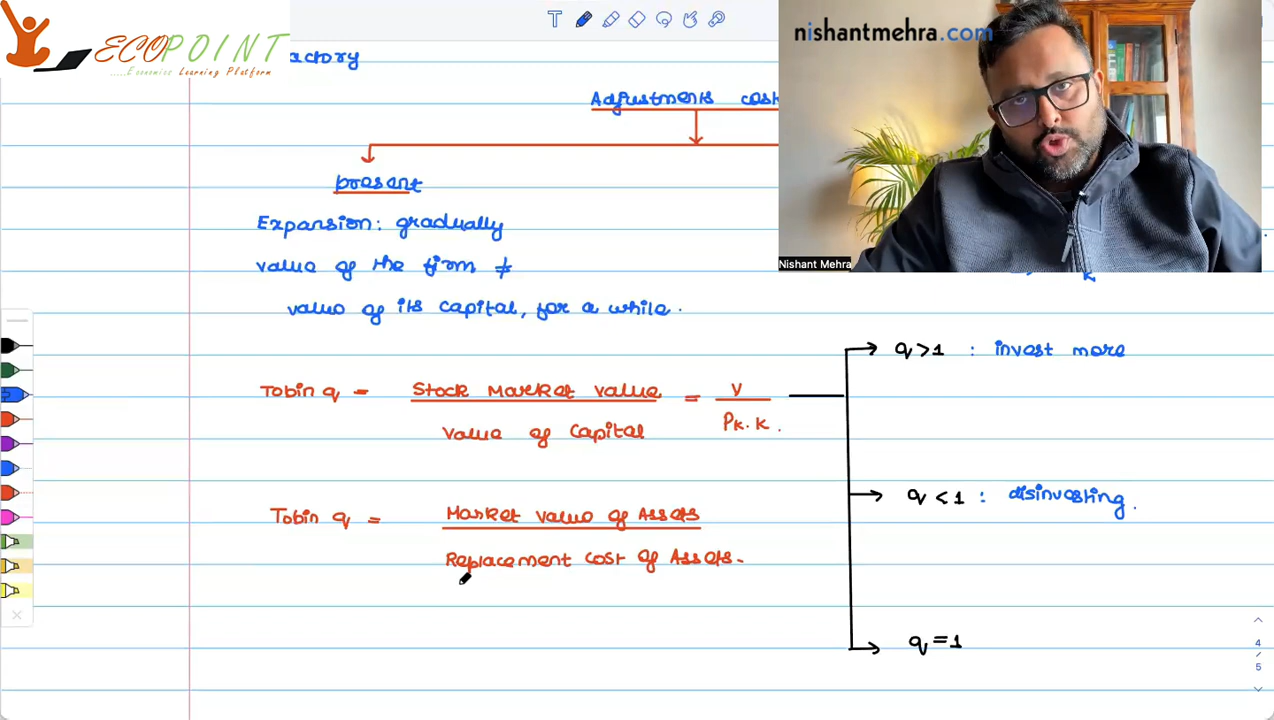 ECOPOINT
.....Economics Learning Platform
nishantmehra.com
actory
Adjustments cost
present
Expansion: gradually
value of the firm ≠
value of its capital, for a while.
k
Nishant Mehra
Tobin q = Stock Market value / Value of Capital = V / Pk.K.
q > 1 : invest more
q < 1 : disinvesting.
Tobin q = Market value of Assets / Replacement cost of Assets.
q = 1
4 / 5